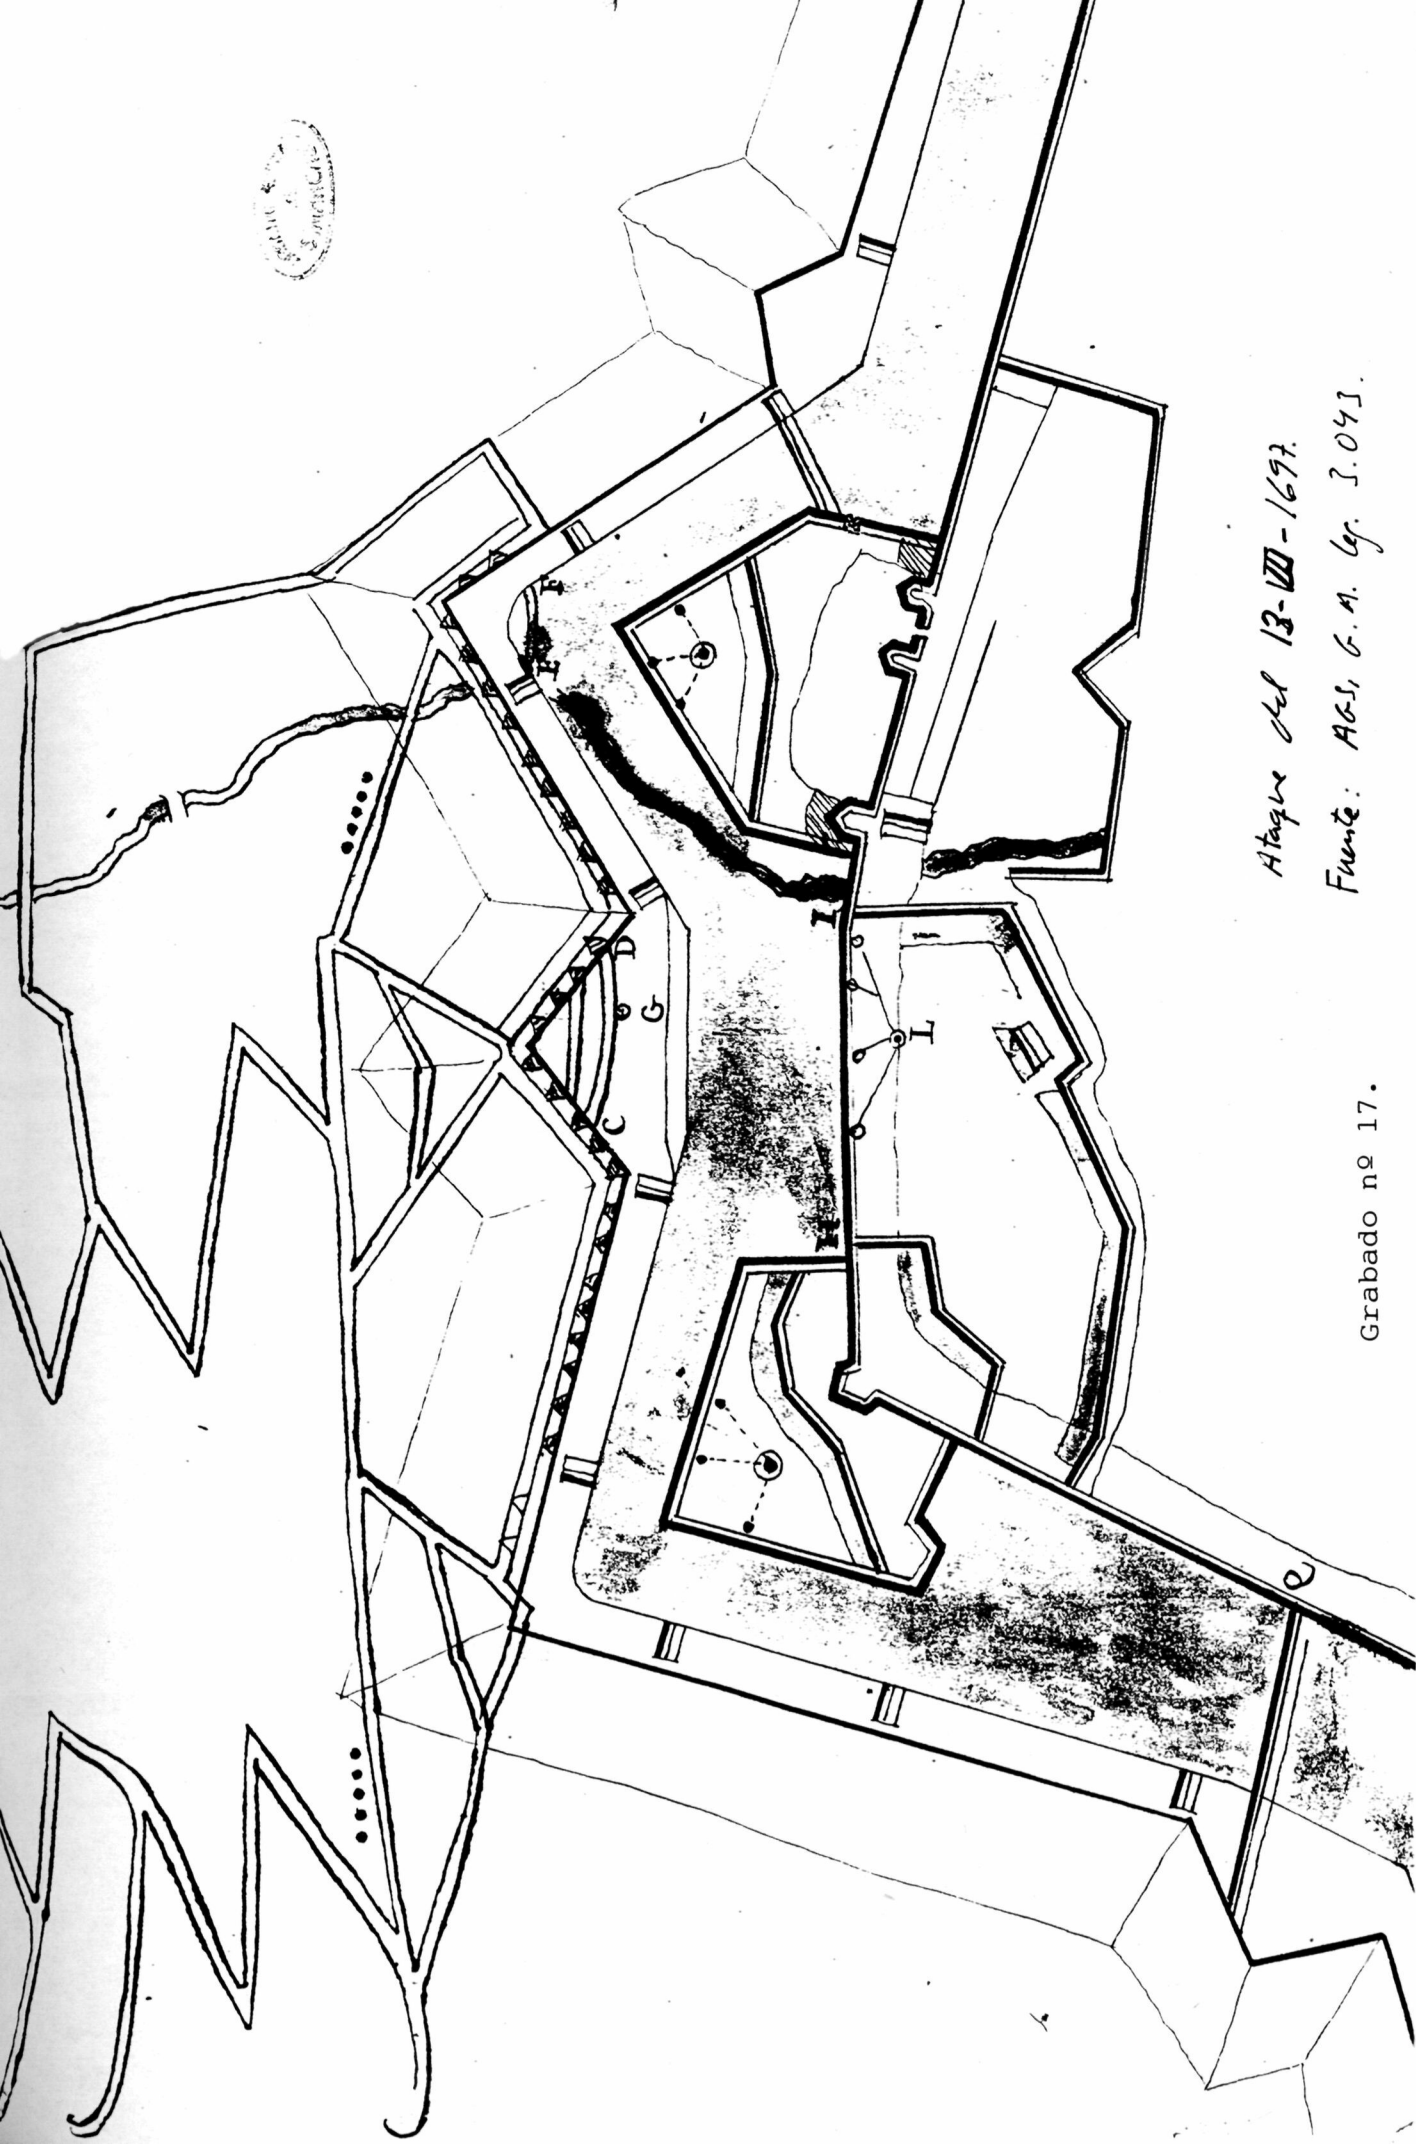 Ataque del 13-VII-1697.
Fuente: AGS, G.A. leg. 3.043.
Grabado nº 17.
F
E
D
G
C
I
L
H
e